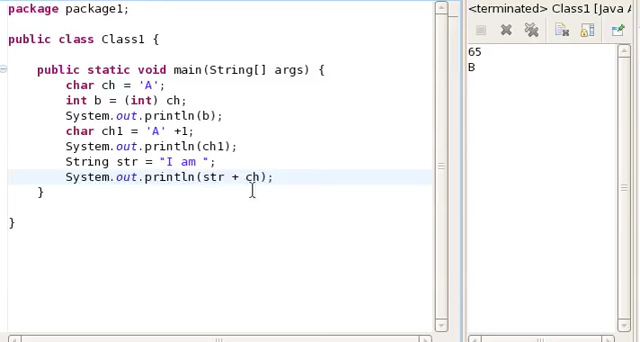 package package1;
public class Class1 {
public static void main(String[] args) {
char ch = 'A';
int b = (int) ch;
System.out.println(b);
char ch1 = 'A' +1;
System.out.println(ch1);
String str = "I am ";
System.out.println(str + ch);
}
}
<terminated> Class1 [Java A
65
B